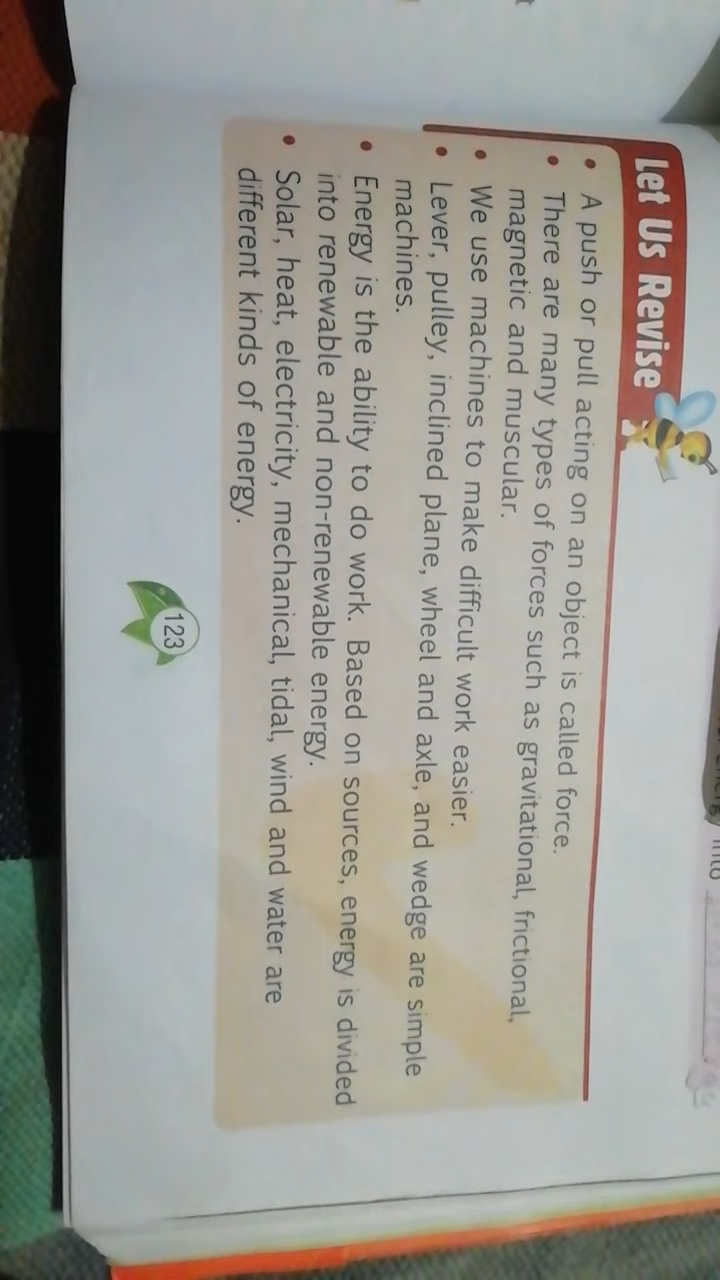 Let Us Revise
• A push or pull acting on an object is called force.
• There are many types of forces such as gravitational, frictional,
magnetic and muscular.
• We use machines to make difficult work easier.
• Lever, pulley, inclined plane, wheel and axle, and wedge are simple
machines.
• Energy is the ability to do work. Based on sources, energy is divided
into renewable and non-renewable energy.
• Solar, heat, electricity, mechanical, tidal, wind and water are
different kinds of energy.
123
into